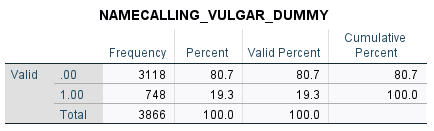 NAMECALLING_VULGAR_DUMMY
Frequency Percent Valid Percent Cumulative Percent
Valid .00 3118 80.7 80.7 80.7
1.00 748 19.3 19.3 100.0
Total 3866 100.0 100.0